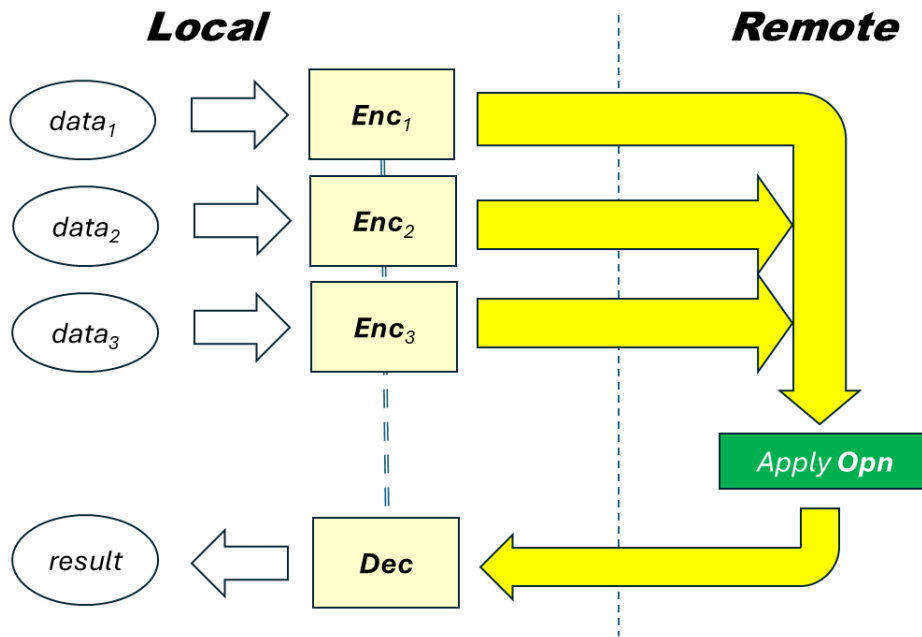 Local
Remote
data₁
Enc₁
data₂
Enc₂
data₃
Enc₃
Apply Opn
result
Dec